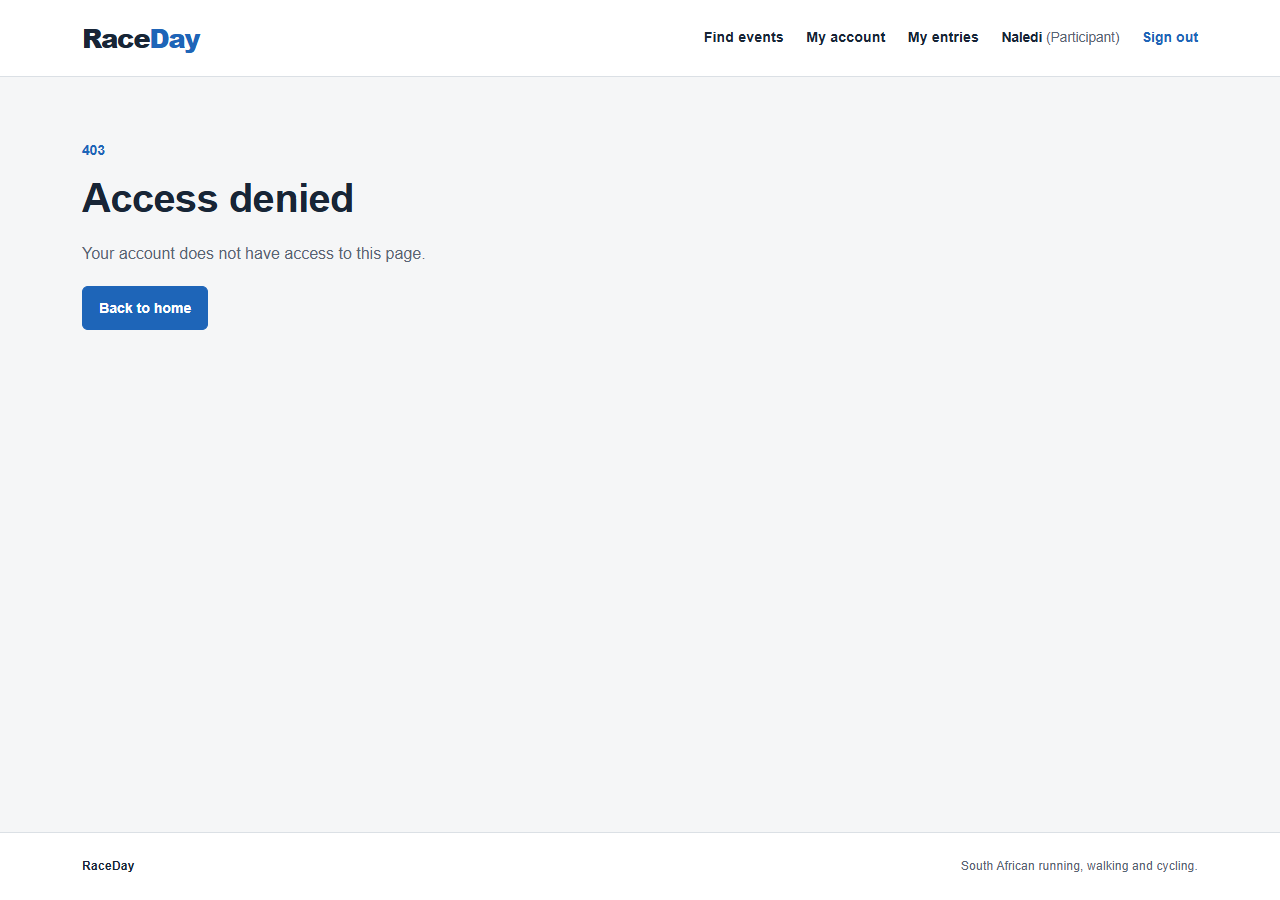 RaceDay
Find events My account My entries Naledi (Participant) Sign out
403
Access denied
Your account does not have access to this page.
Back to home
RaceDay
South African running, walking and cycling.